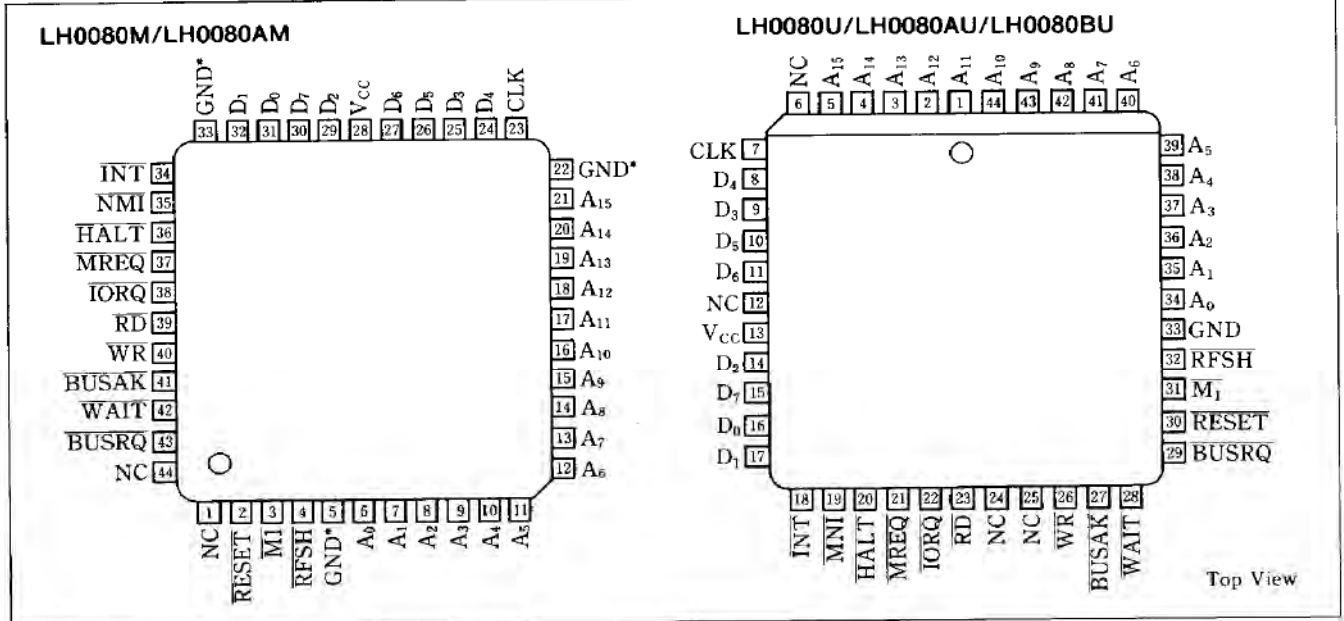 LH0080M/LH0080AM
GND* D₁ D₀ D₇ D₂ VCC D₆ D₅ D₃ D₄ CLK
33 32 31 30 29 28 27 26 25 24 23
INT 34
NMI 35
HALT 36
MREQ 37
IORQ 38
RD 39
WR 40
BUSAK 41
WAIT 42
BUSRQ 43
NC 44
22 GND*
21 A₁₅
20 A₁₄
19 A₁₃
18 A₁₂
17 A₁₁
16 A₁₀
15 A₉
14 A₈
13 A₇
12 A₆
1 2 3 4 5 6 7 8 9 10 11
NC RESET M1 RFSH GND* A₀ A₁ A₂ A₃ A₄ A₅
LH0080U/LH0080AU/LH0080BU
NC A₁₅ A₁₄ A₁₃ A₁₂ A₁₁ A₁₀ A₉ A₈ A₇ A₆
6 5 4 3 2 1 44 43 42 41 40
CLK 7
D₄ 8
D₃ 9
D₅ 10
D₆ 11
NC 12
VCC 13
D₂ 14
D₇ 15
D₀ 16
D₁ 17
39 A₅
38 A₄
37 A₃
36 A₂
35 A₁
34 A₀
33 GND
32 RFSH
31 M₁
30 RESET
29 BUSRQ
18 19 20 21 22 23 24 25 26 27 28
INT MNI HALT MREQ IORQ RD NC NC WR BUSAK WAIT
Top View